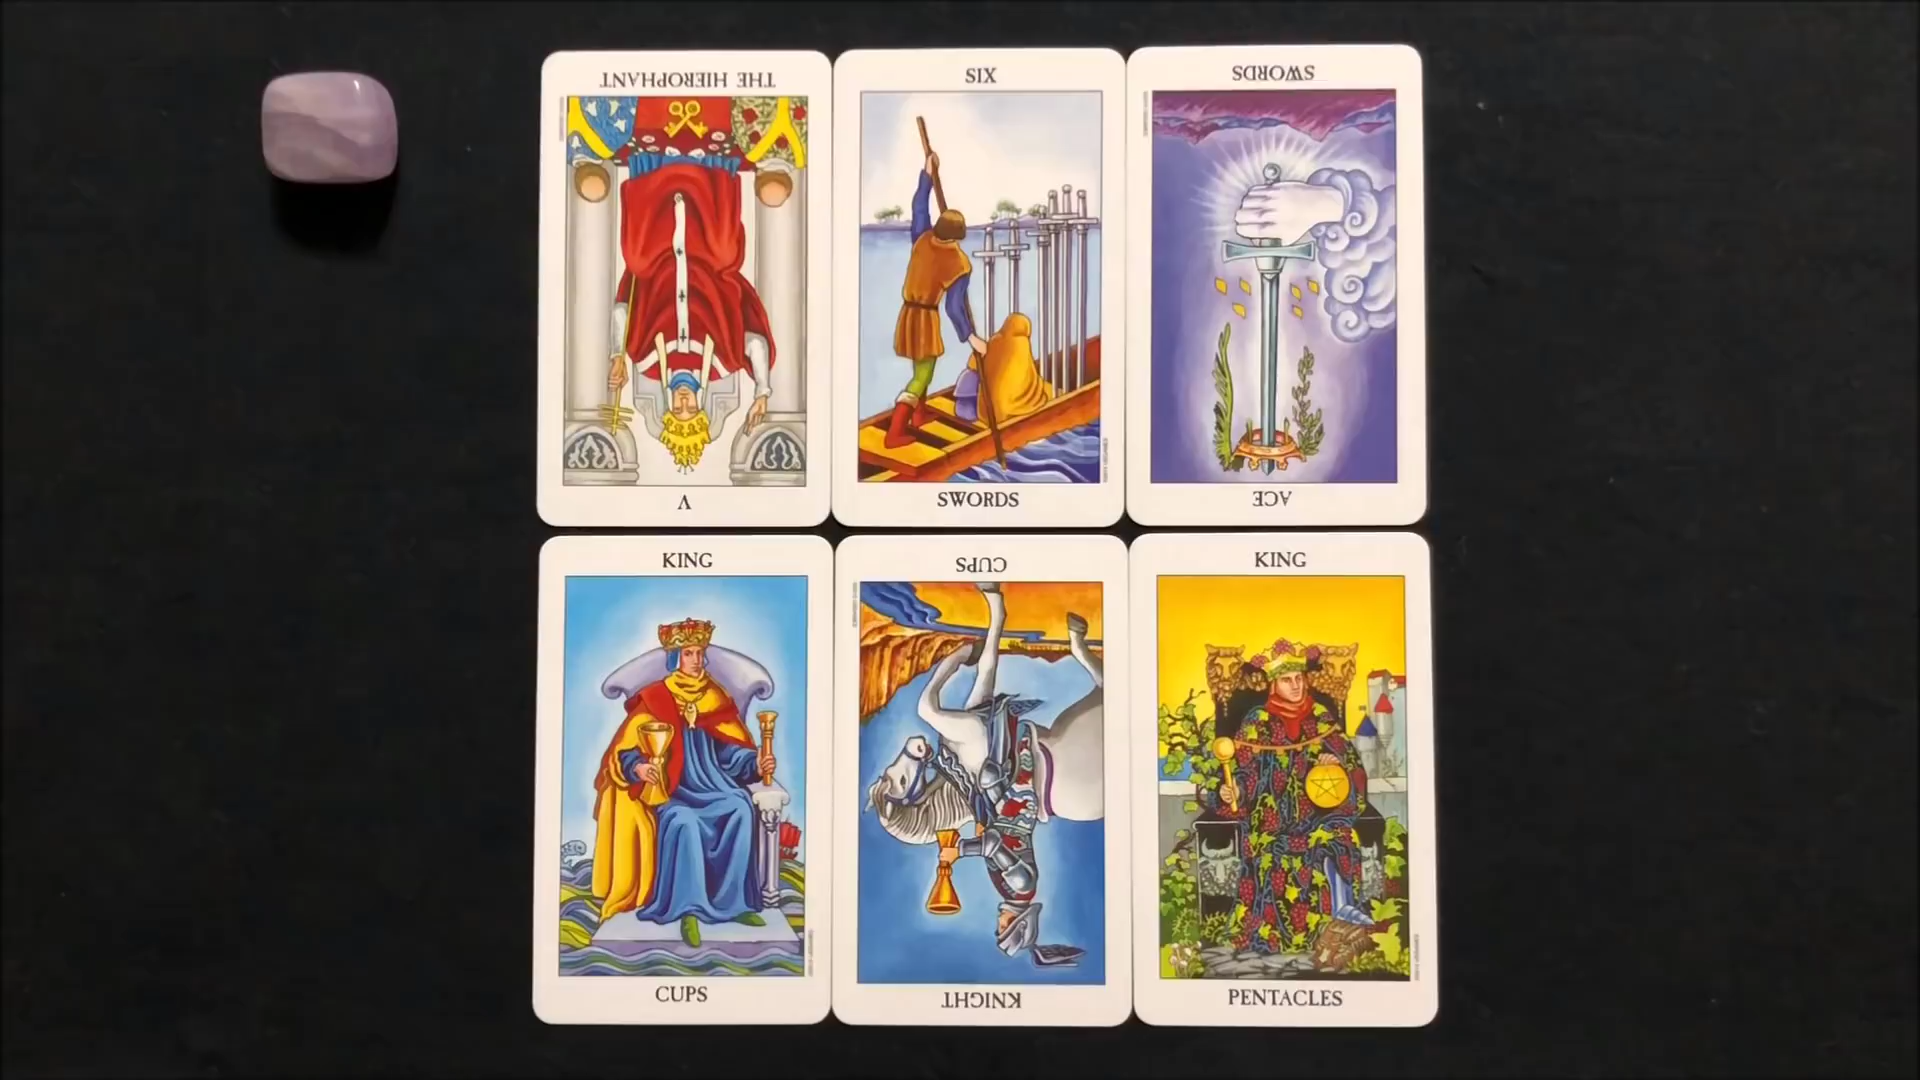 THE HIEROPHANT
V
SIX
SWORDS
SWORDS
ACE
KING
CUPS
CUPS
KNIGHT
KING
PENTACLES